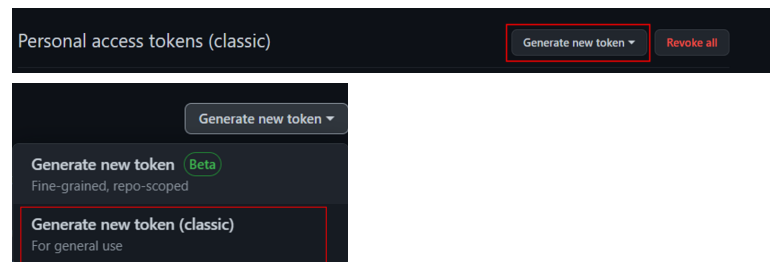 Personal access tokens (classic)
Generate new token
Revoke all
Generate new token
Generate new token Beta
Fine-grained, repo-scoped
Generate new token (classic)
For general use